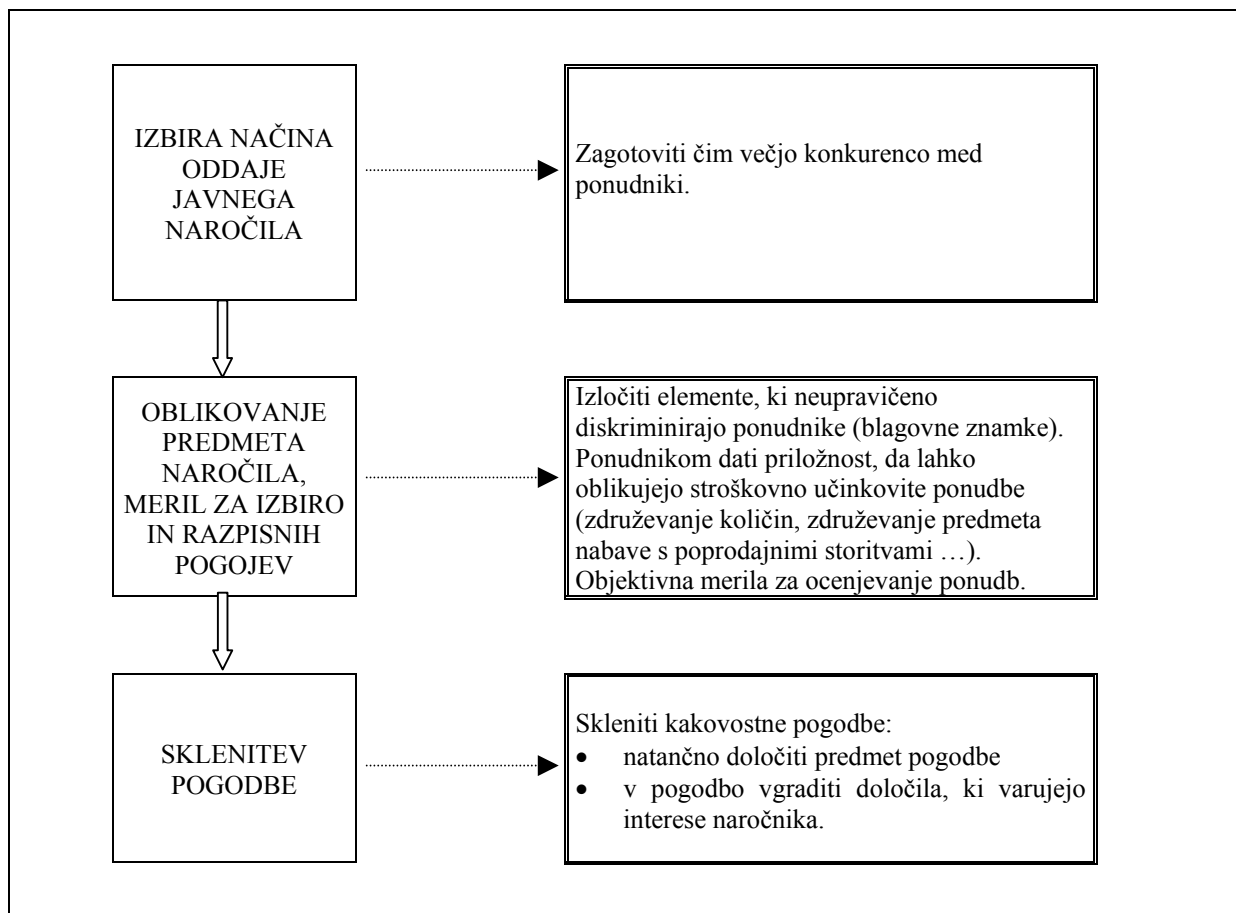 IZBIRA NAČINA
ODDAJE
JAVNEGA
NAROČILA
Zagotoviti čim večjo konkurenco med
ponudniki.
OBLIKOVANJE
PREDMETA
NAROČILA,
MERIL ZA IZBIRO
IN RAZPISNIH
POGOJEV
Izločiti elemente, ki neupravičeno
diskriminirajo ponudnike (blagovne znamke).
Ponudnikom dati priložnost, da lahko
oblikujejo stroškovno učinkovite ponudbe
(združevanje količin, združevanje predmeta
nabave s poprodajnimi storitvami …).
Objektivna merila za ocenjevanje ponudb.
SKLENITEV
POGODBE
Skleniti kakovostne pogodbe:
• natančno določiti predmet pogodbe
• v pogodbo vgraditi določila, ki varujejo
interese naročnika.